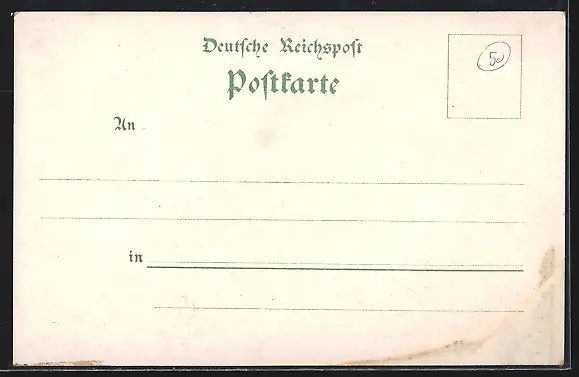 Deutsche Reichspost
Postkarte
50
An
in